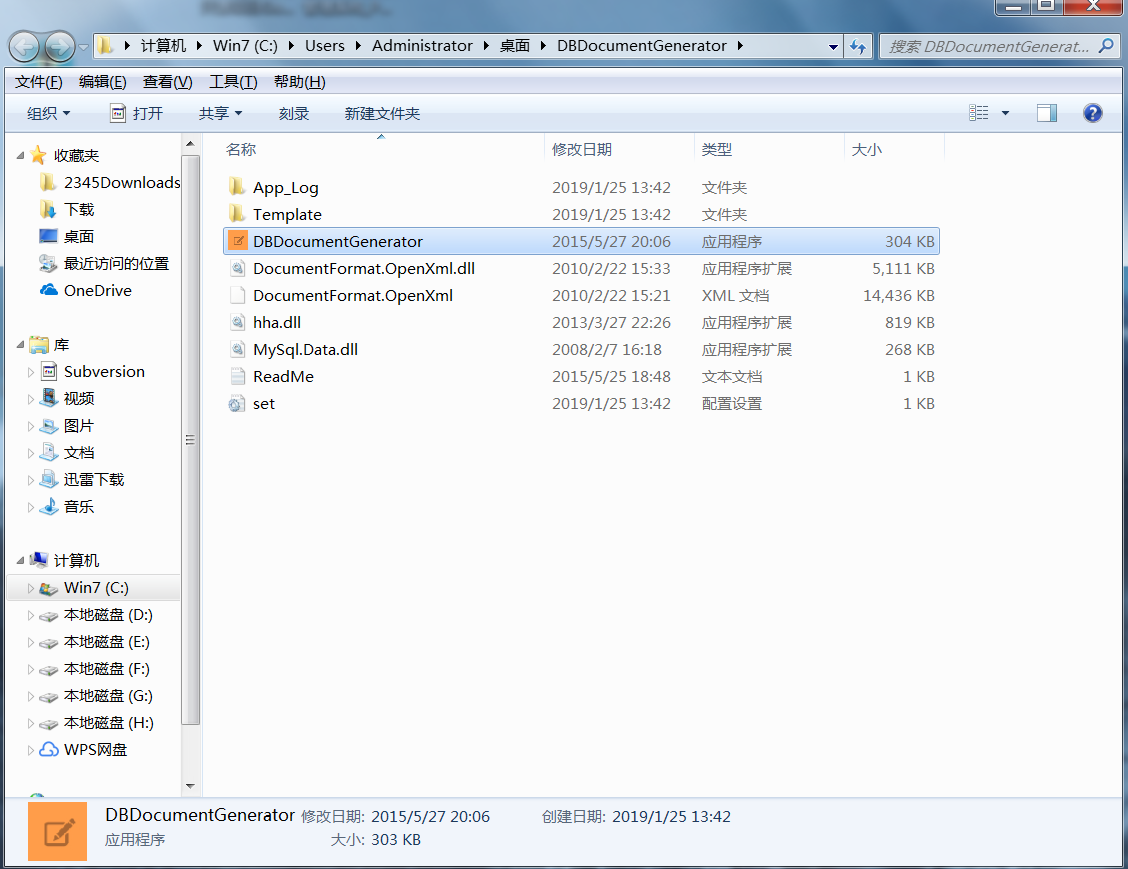 计算机 Win7 (C:) Users Administrator 桌面 DBDocumentGenerator 搜索 DBDocumentGenerat...
文件(F) 编辑(E) 查看(V) 工具(T) 帮助(H)
组织 打开 共享 刻录 新建文件夹
收藏夹
2345Downloads
下载
桌面
最近访问的位置
OneDrive
库
Subversion
视频
图片
文档
迅雷下载
音乐
计算机
Win7 (C:)
本地磁盘 (D:)
本地磁盘 (E:)
本地磁盘 (F:)
本地磁盘 (G:)
本地磁盘 (H:)
WPS网盘
名称 修改日期 类型 大小
App_Log 2019/1/25 13:42 文件夹
Template 2019/1/25 13:42 文件夹
DBDocumentGenerator 2015/5/27 20:06 应用程序 304 KB
DocumentFormat.OpenXml.dll 2010/2/22 15:33 应用程序扩展 5,111 KB
DocumentFormat.OpenXml 2010/2/22 15:21 XML 文档 14,436 KB
hha.dll 2013/3/27 22:26 应用程序扩展 819 KB
MySql.Data.dll 2008/2/7 16:18 应用程序扩展 268 KB
ReadMe 2015/5/25 18:48 文本文档 1 KB
set 2019/1/25 13:42 配置设置 1 KB
DBDocumentGenerator 修改日期: 2015/5/27 20:06 创建日期: 2019/1/25 13:42
应用程序 大小: 303 KB